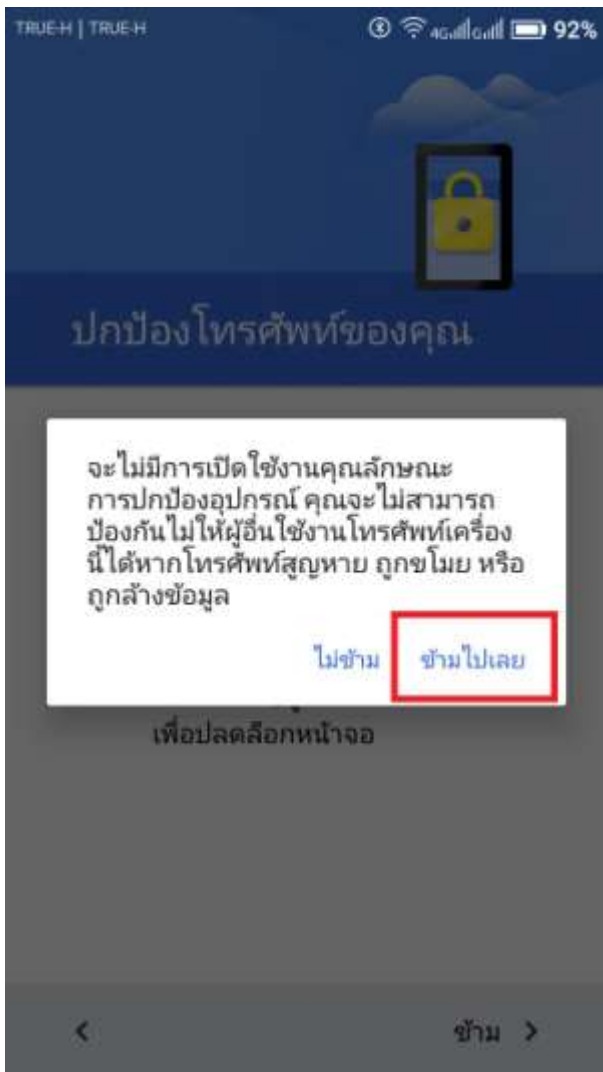 TRUE-H | TRUE-H 4G G 92%
ปกป้องโทรศัพท์ของคุณ
จะไม่มีการเปิดใช้งานคุณลักษณะ
การปกป้องอุปกรณ์ คุณจะไม่สามารถ
ป้องกันไม่ให้ผู้อื่นใช้งานโทรศัพท์เครื่อง
นี้ได้หากโทรศัพท์สูญหาย ถูกขโมย หรือ
ถูกล้างข้อมูล
ไม่ข้าม ข้ามไปเลย
เพื่อปลดล็อกหน้าจอ
ข้าม